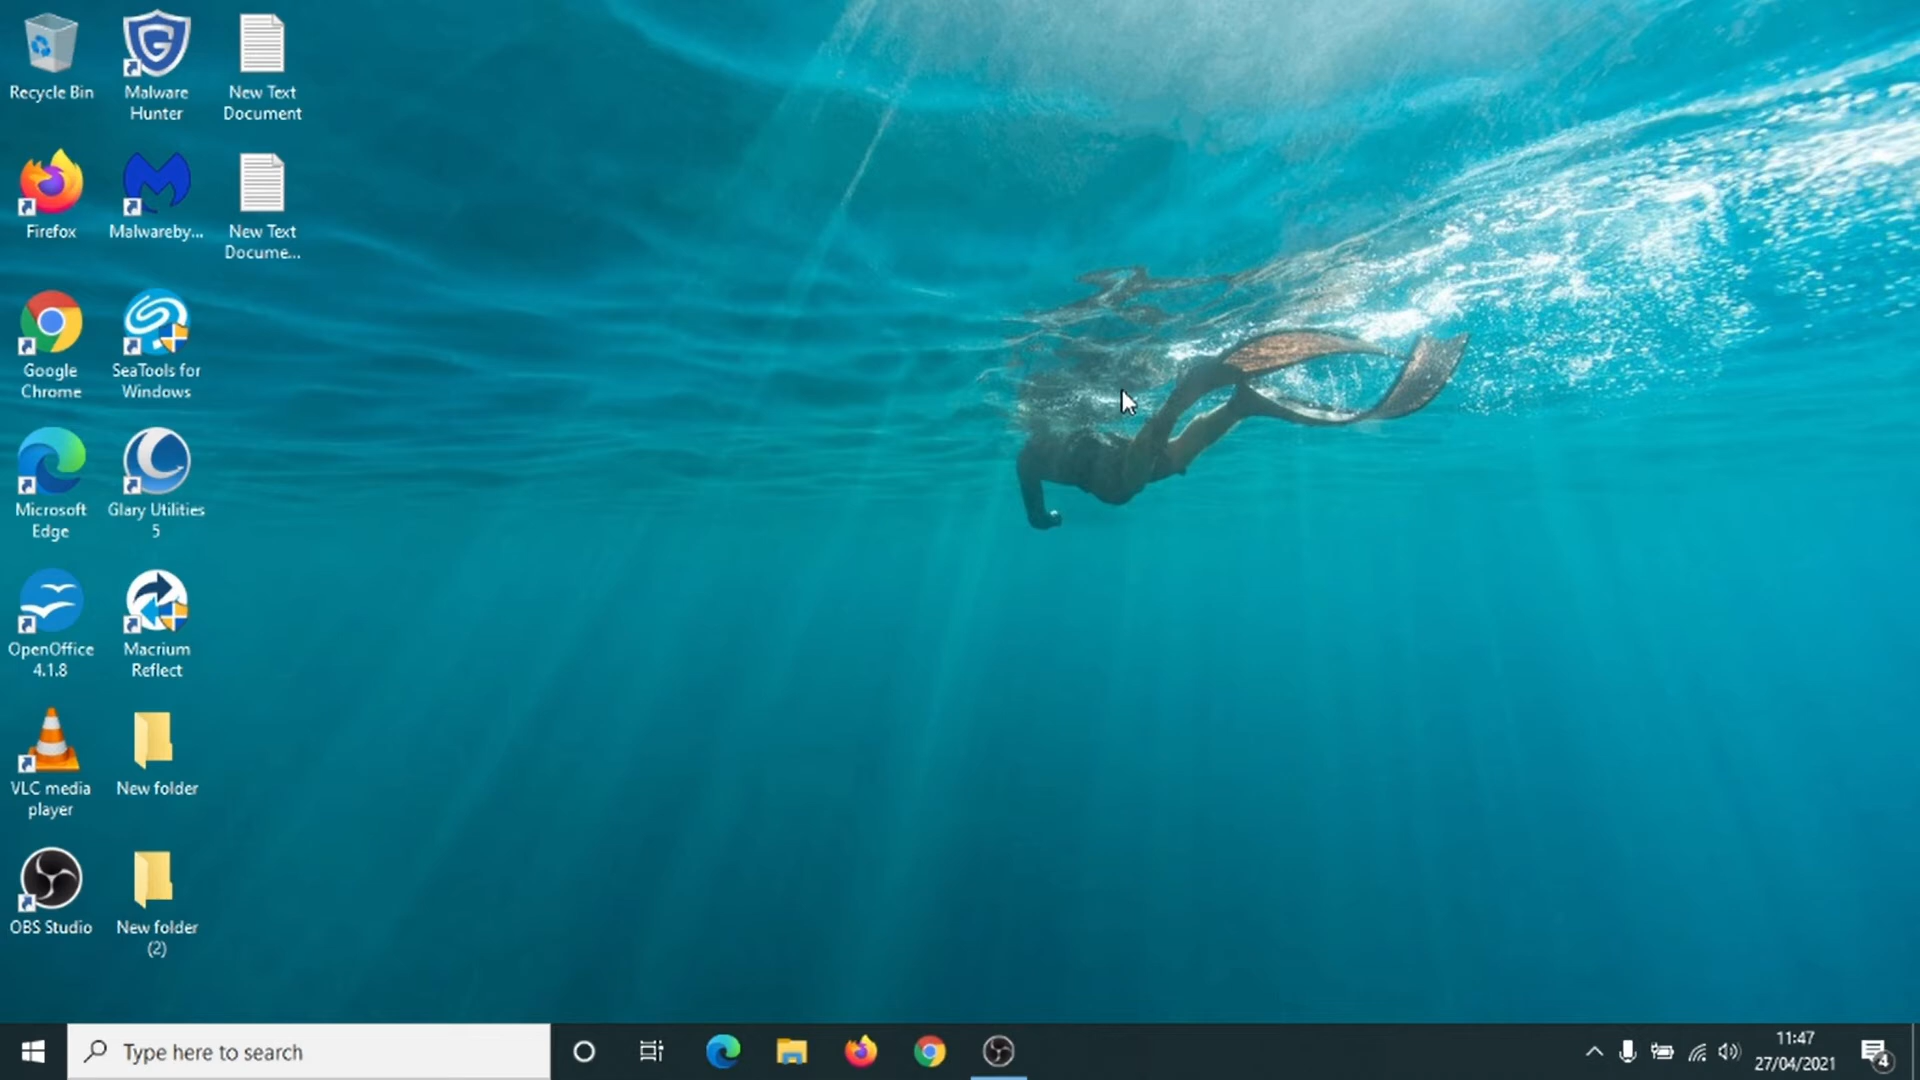 Recycle Bin
Malware
Hunter
New Text
Document
Firefox
Malwareby...
New Text
Docume...
Google
Chrome
SeaTools for
Windows
Microsoft
Edge
Glary Utilities
5
OpenOffice
4.1.8
Macrium
Reflect
VLC media
player
New folder
OBS Studio
New folder
(2)
Type here to search
11:47
27/04/2021
4